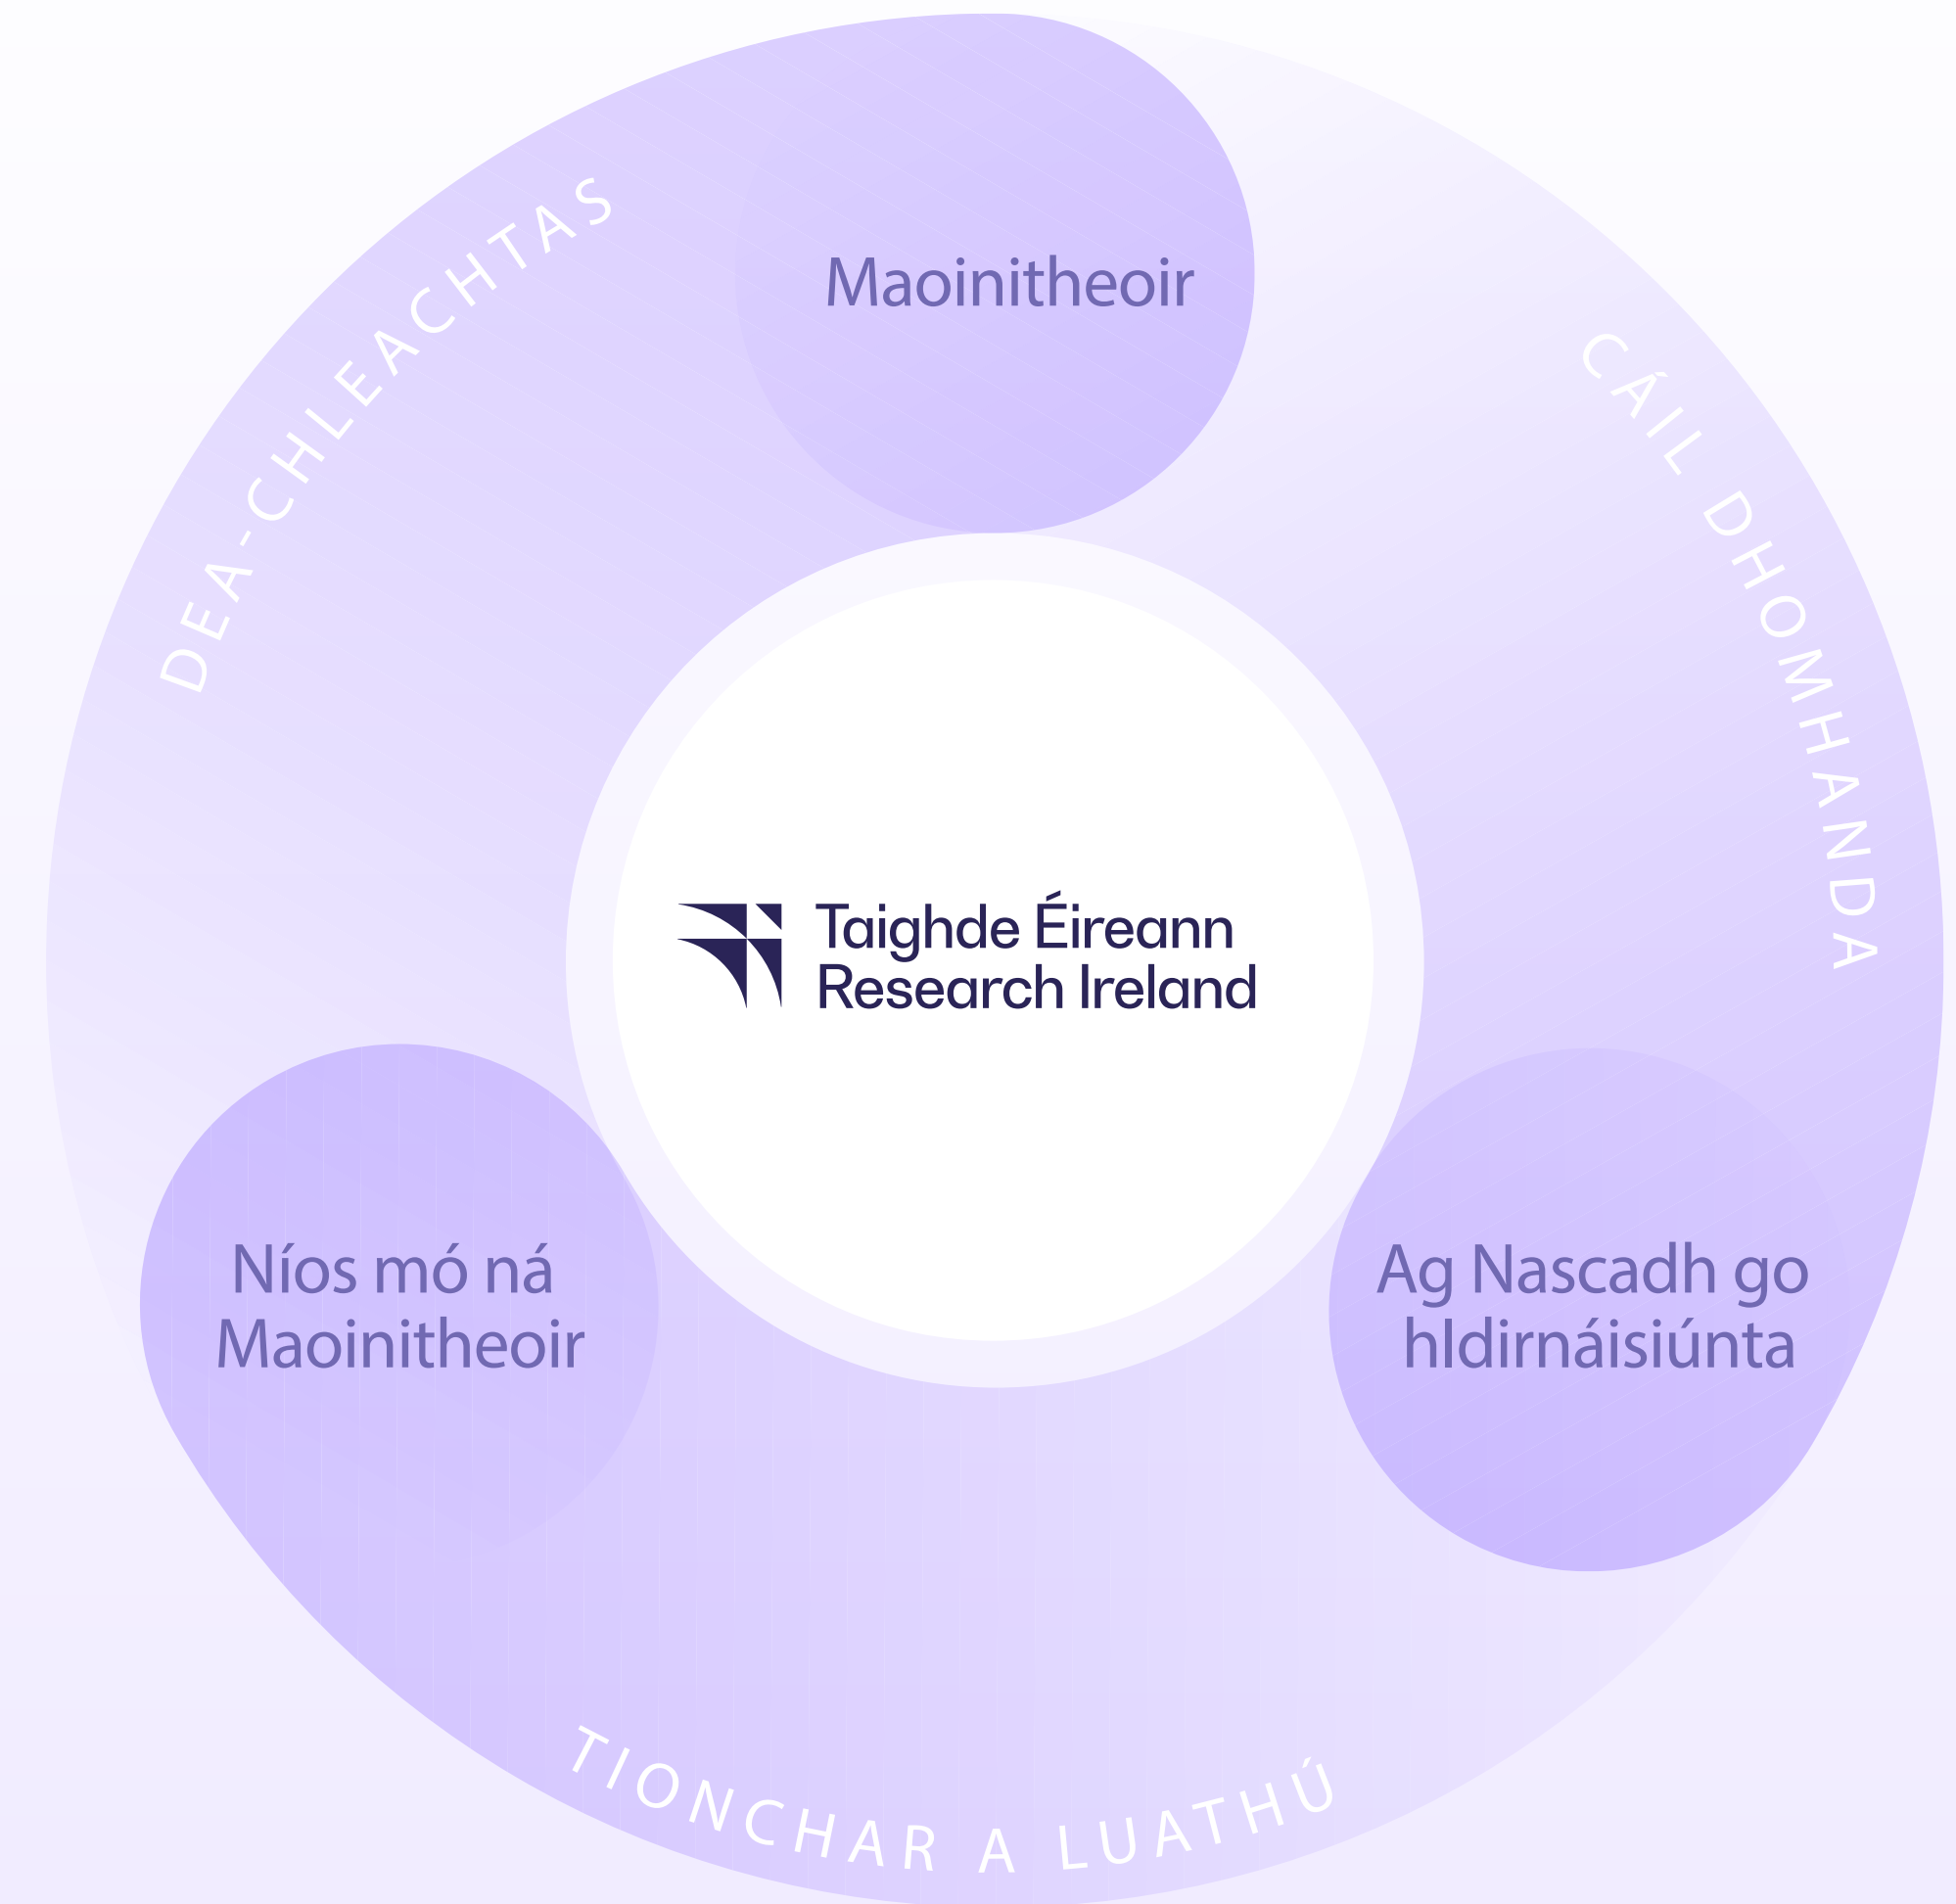 DEA-CHLEACHTAS
Maoinitheoir
CÁIL DHOMHANDA
Taighde Éireann
Research Ireland
Níos mó ná
Maoinitheoir
Ag Nascadh go
hIdirnáisiúnta
TIONCHAR A LUATHÚ